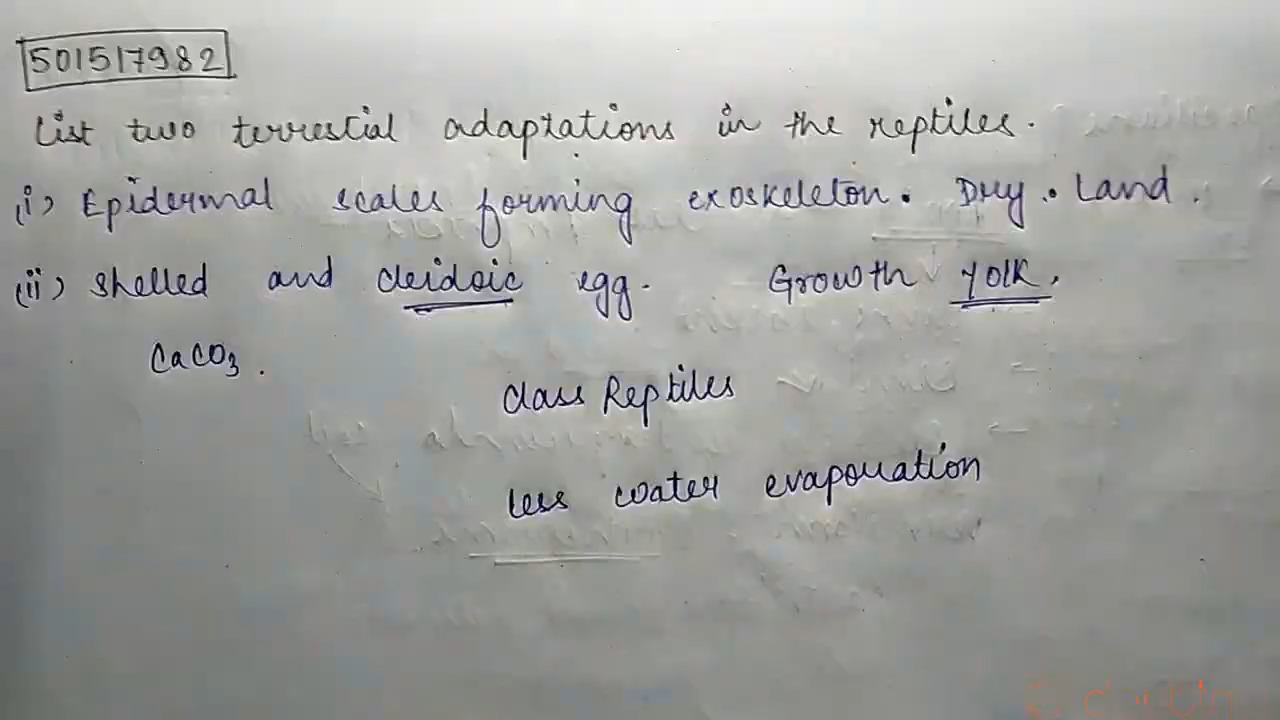 501517982
List two terrestial adaptations in the reptiles.
(i) Epidermal scales forming exoskeleton. Dry. Land.
(ii) Shelled and cleidoic egg. Growth yolk.
CaCO3.
class Reptiles
less water evaporation